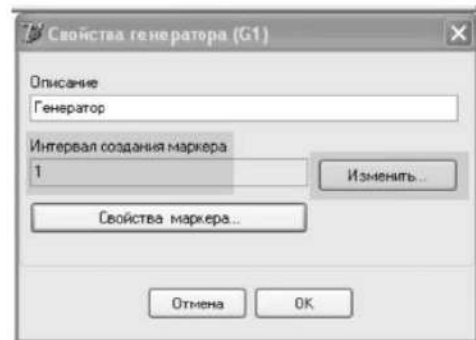 Свойства генератора (G1)
Описание
Генератор
Интервал создания маркера
1
Изменить...
Свойства маркера...
Отмена
OK